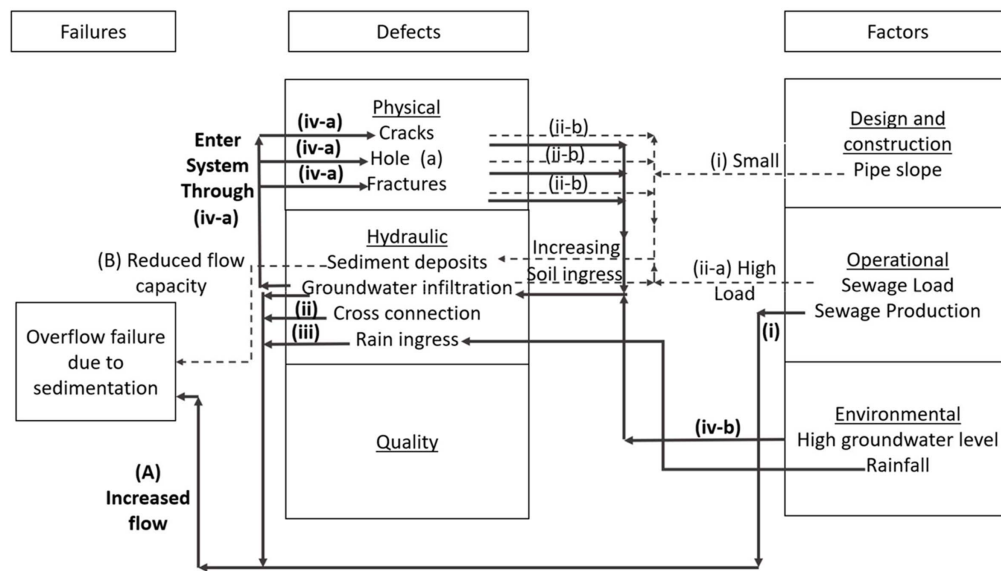 Failures
Defects
Factors
Enter
System
Through
(iv-a)
(iv-a)
(iv-a)
(iv-a)
Physical
Cracks
Hole (a)
Fractures
(ii-b)
(ii-b)
(ii-b)
(i) Small
Design and
construction
Pipe slope
(B) Reduced flow
capacity
Hydraulic
Sediment deposits
Groundwater infiltration
Cross connection
Rain ingress
(ii)
(iii)
Increasing
Soil ingress
(ii-a) High
Load
Operational
Sewage Load
Sewage Production
(i)
Overflow failure
due to
sedimentation
Quality
(iv-b)
Environmental
High groundwater level
Rainfall
(A)
Increased
flow